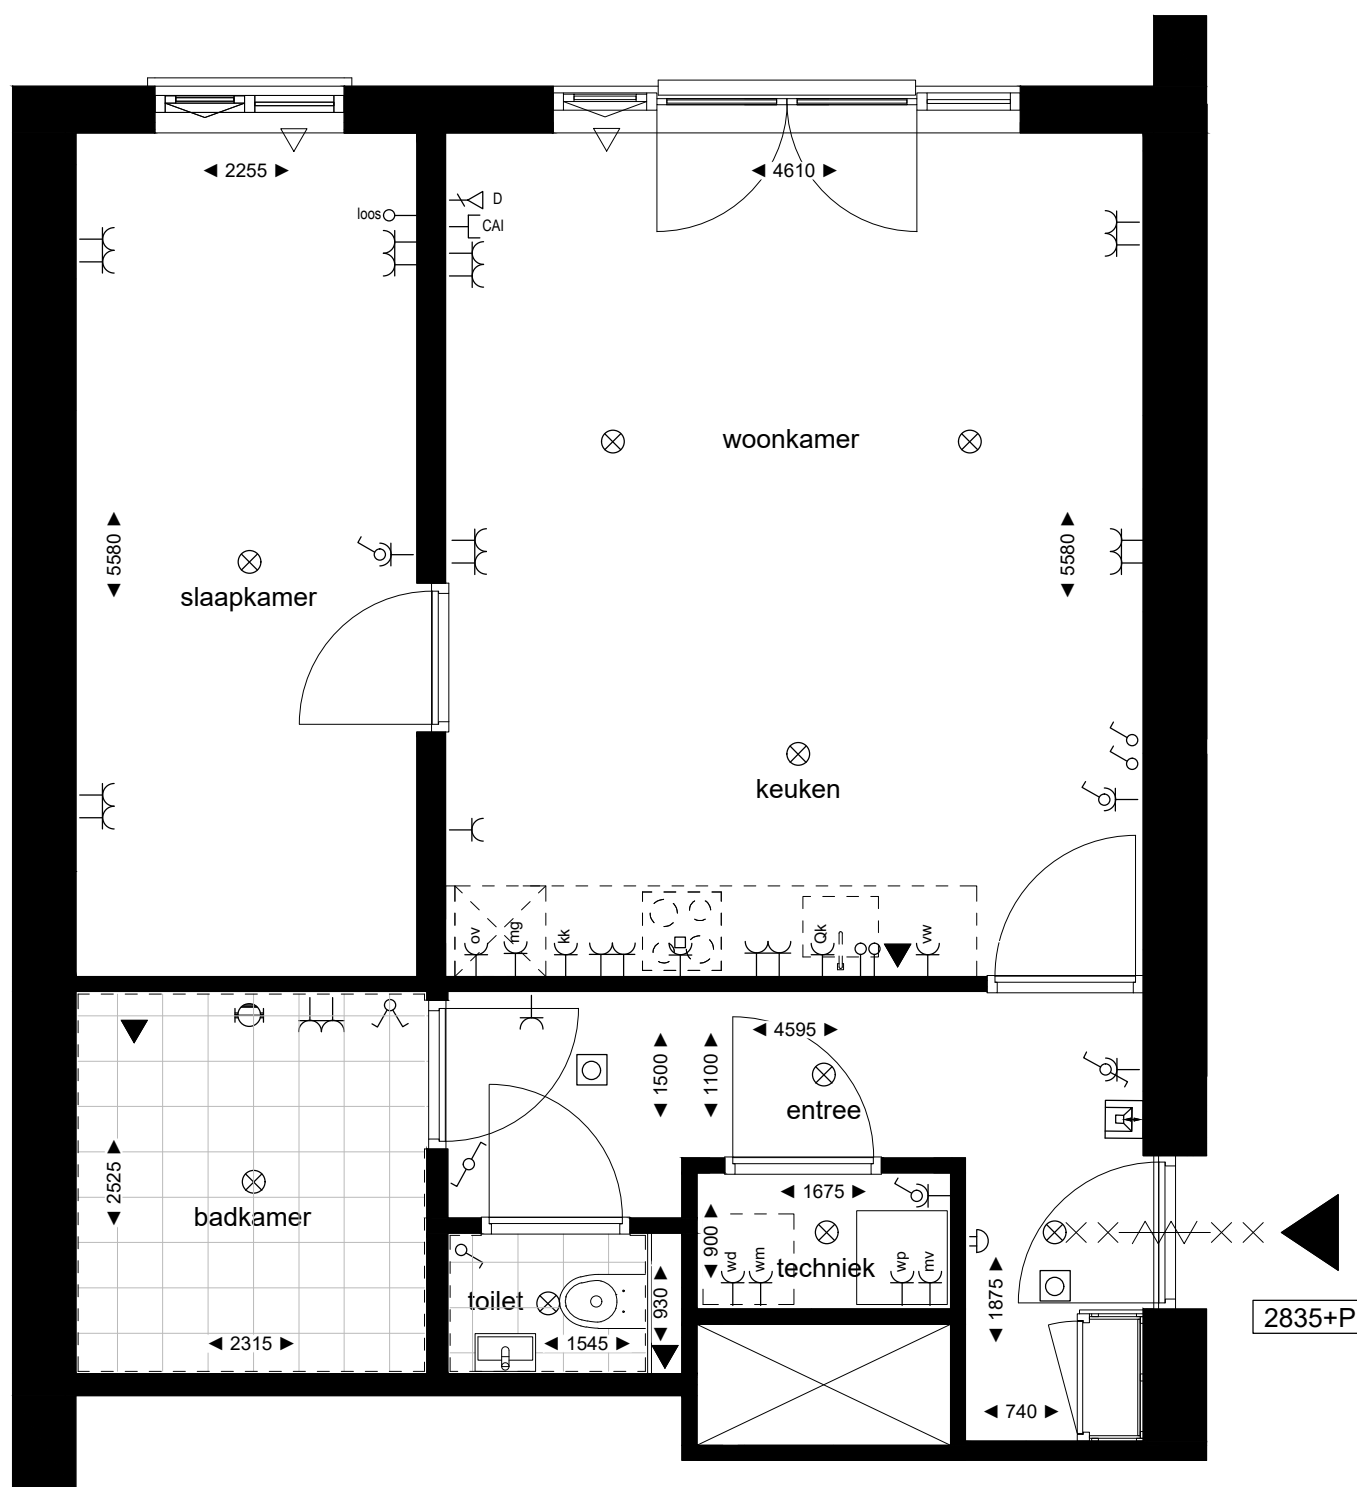 2255
4610
loos
D
CAI
woonkamer
5580
5580
slaapkamer
keuken
ov
mg
kk
Qk
vw
4595
1500
1100
entree
2525
badkamer
1675
900
wd
wm
techniek
wp
mv
toilet
930
1875
2315
1545
740
2835+P